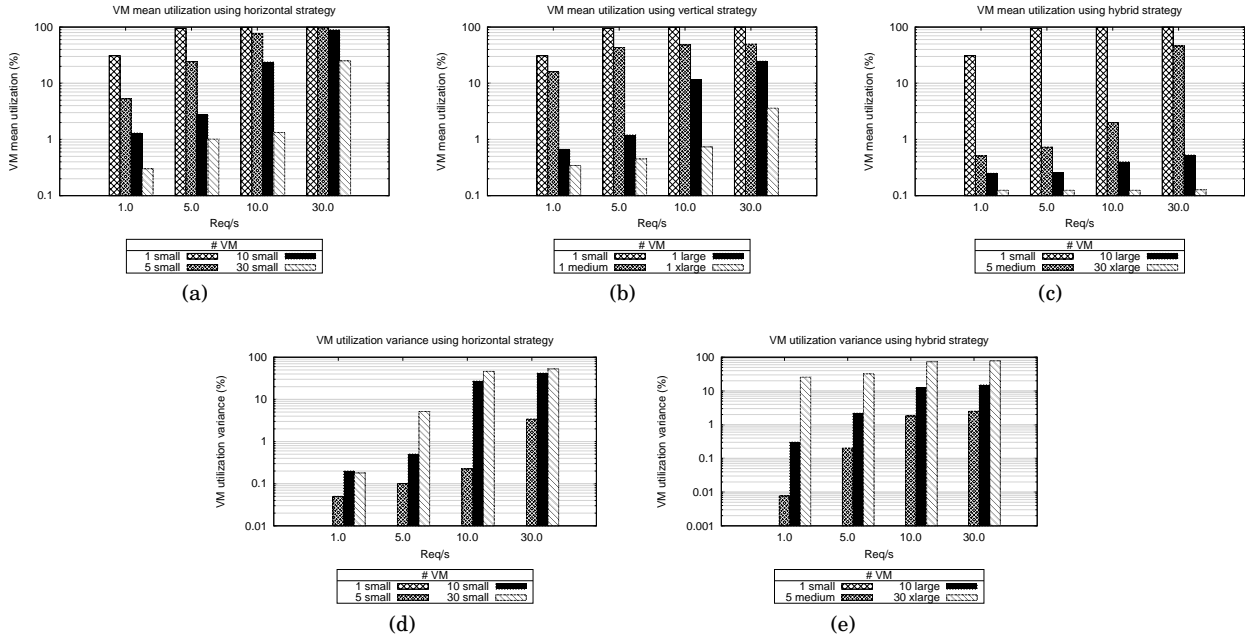 VM mean utilization using horizontal strategy
VM mean utilization (%)
100
10
1
0.1
1.0 5.0 10.0 30.0
Req/s
# VM
1 small 10 small
5 small 30 small
(a)
VM mean utilization using vertical strategy
VM mean utilization (%)
100
10
1
0.1
1.0 5.0 10.0 30.0
Req/s
# VM
1 small 1 large
1 medium 1 xlarge
(b)
VM mean utilization using hybrid strategy
VM mean utilization (%)
100
10
1
0.1
1.0 5.0 10.0 30.0
Req/s
# VM
1 small 10 large
5 medium 30 xlarge
(c)
VM utilization variance using horizontal strategy
VM utilization variance (%)
100
10
1
0.1
0.01
1.0 5.0 10.0 30.0
Req/s
# VM
1 small 10 small
5 small 30 small
(d)
VM utilization variance using hybrid strategy
VM utilization variance (%)
100
10
1
0.1
0.01
0.001
1.0 5.0 10.0 30.0
Req/s
# VM
1 small 10 large
5 medium 30 xlarge
(e)